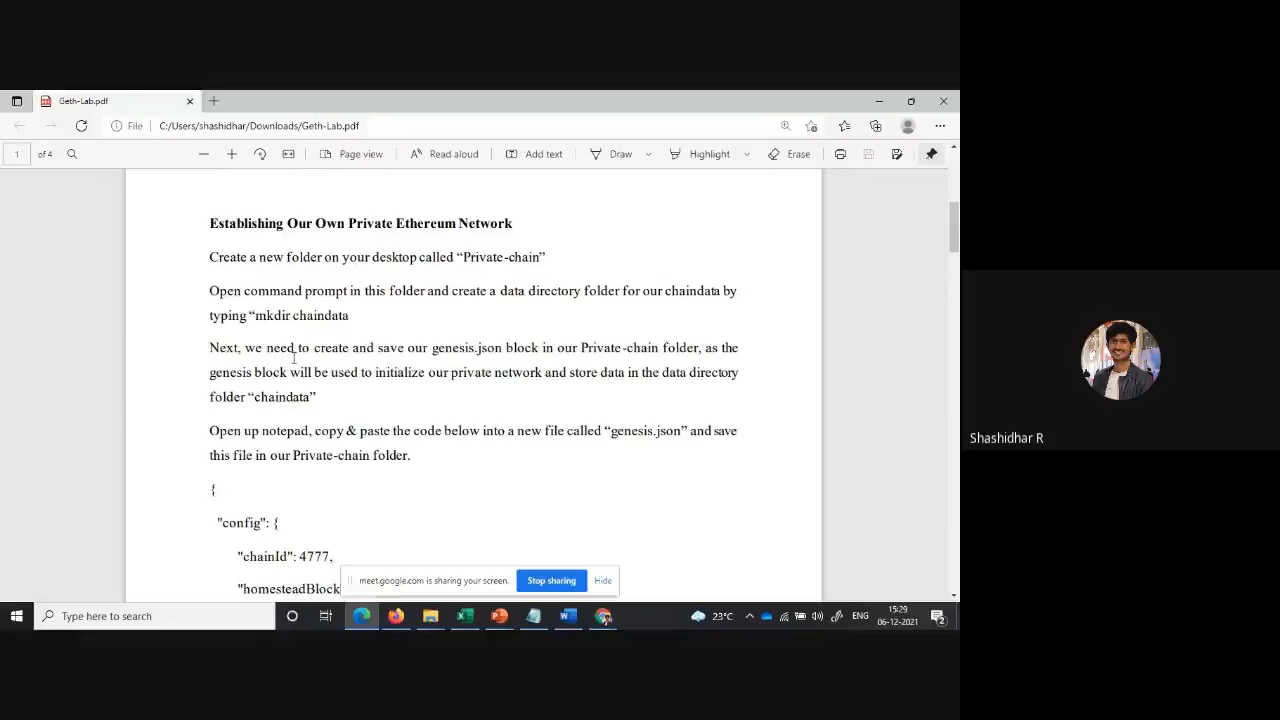 Geth-Lab.pdf
File
C:/Users/shashidhar/Downloads/Geth-Lab.pdf
1 of 4
Page view
Read aloud
Add text
Draw
Highlight
Erase
Establishing Our Own Private Ethereum Network
Create a new folder on your desktop called “Private-chain”
Open command prompt in this folder and create a data directory folder for our chaindata by
typing “mkdir chaindata
Next, we need to create and save our genesis.json block in our Private-chain folder, as the
genesis block will be used to initialize our private network and store data in the data directory
folder “chaindata”
Open up notepad, copy & paste the code below into a new file called “genesis.json” and save
this file in our Private-chain folder.
{
"config": {
"chainId": 4777,
"homesteadBlock
meet.google.com is sharing your screen.
Stop sharing
Hide
Type here to search
23°C
ENG
15:29
06-12-2021
2
Shashidhar R